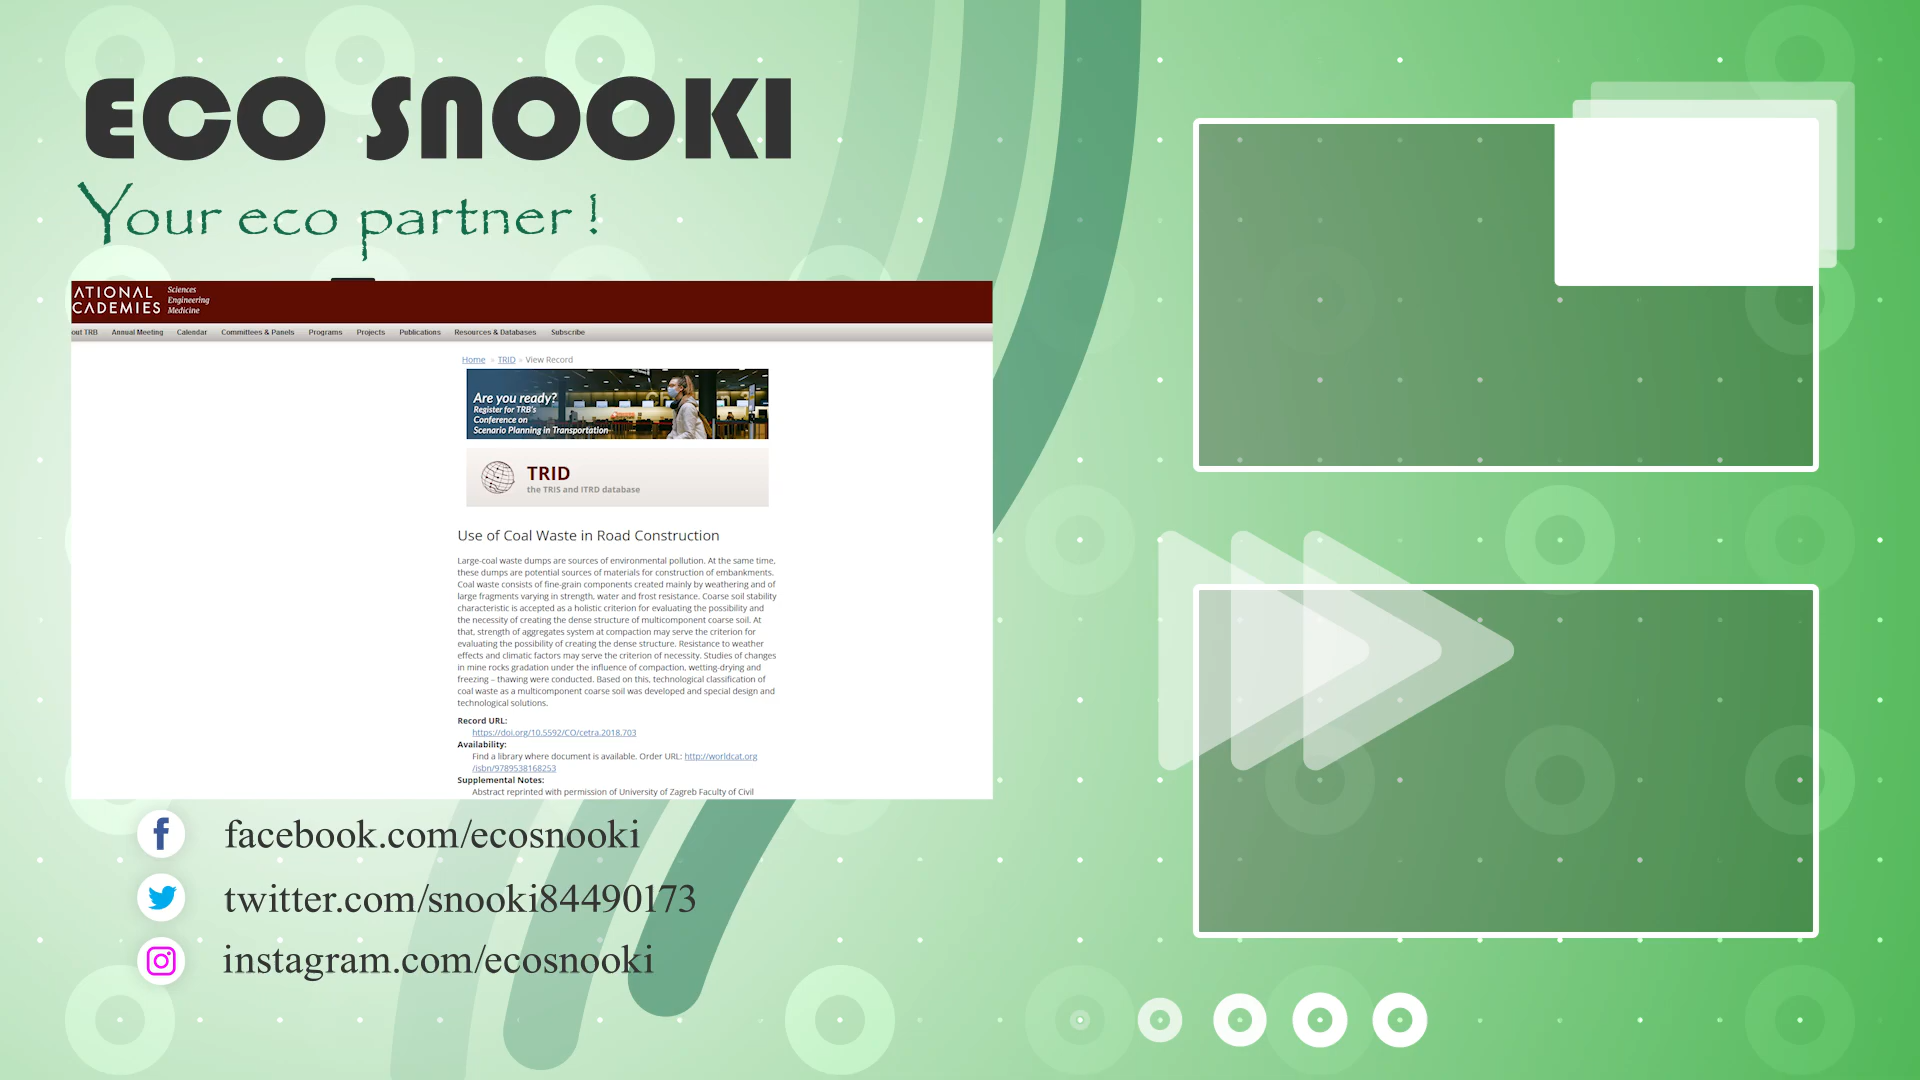 ECO SNOOKI
Your eco partner !
ATIONAL
CADEMIES
Sciences
Engineering
Medicine
out TRB Annual Meeting Calendar Committees & Panels Programs Projects Publications Resources & Databases Subscribe
Home » TRID » View Record
Are you ready?
Register for TRB's
Conference on
Scenario Planning in Transportation
TRID
the TRIS and ITRD database
Use of Coal Waste in Road Construction
Large-coal waste dumps are sources of environmental pollution. At the same time,
these dumps are potential sources of materials for construction of embankments.
Coal waste consists of fine-grain components created mainly by weathering and of
large fragments varying in strength, water and frost resistance. Coarse soil stability
characteristic is accepted as a holistic criterion for evaluating the possibility and
the necessity of creating the dense structure of multicomponent coarse soil. At
that, strength of aggregates system at compaction may serve the criterion for
evaluating the possibility of creating the dense structure. Resistance to weather
effects and climatic factors may serve the criterion of necessity. Studies of changes
in mine rocks gradation under the influence of compaction, wetting-drying and
freezing – thawing were conducted. Based on this, technological classification of
coal waste as a multicomponent coarse soil was developed and special design and
technological solutions.
Record URL:
https://doi.org/10.5592/CO/cetra.2018.703
Availability:
Find a library where document is available. Order URL: http://worldcat.org
/isbn/9789538168253
Supplemental Notes:
Abstract reprinted with permission of University of Zagreb Faculty of Civil
facebook.com/ecosnooki
twitter.com/snooki84490173
instagram.com/ecosnooki